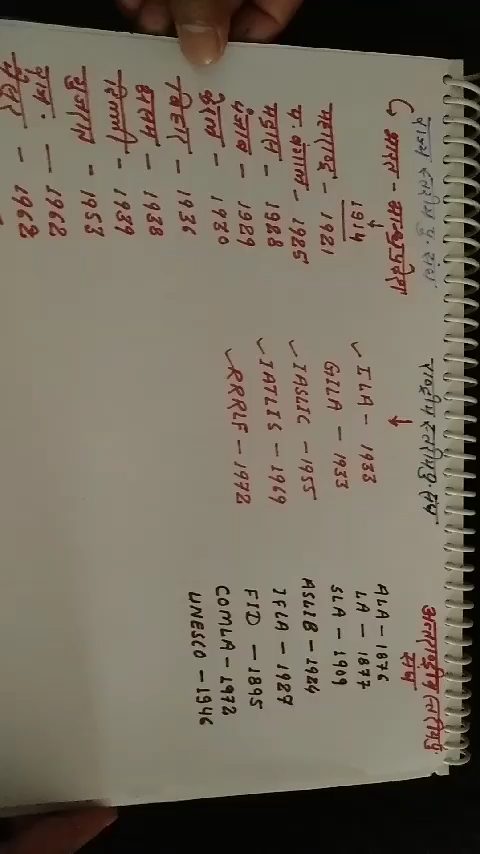 राज्य स्तरीय पु. संघ
भारत - आन्ध्रप्रदेश
↓
1914
महाराष्ट्र - 1921
प. बंगाल - 1925
मद्रास - 1928
पंजाब - 1929
केरल - 1930
बिहार - 1936
असम - 1938
दिल्ली - 1939
गुजरात - 1953
राज. - 1962
मैसूर - 1962
राष्ट्रीय स्तरीय पु. संघ
↓
✓ ILA - 1933
GILA - 1933
✓ IASLIC - 1955
✓ IATLIS - 1969
✓ RRRLF - 1972
अन्तर्राष्ट्रीय स्तरीय पु.
संघ
ALA - 1876
LA - 1877
SLA - 1909
ASLIB - 1924
IFLA - 1927
FID - 1895
COMLA - 1972
UNESCO - 1946